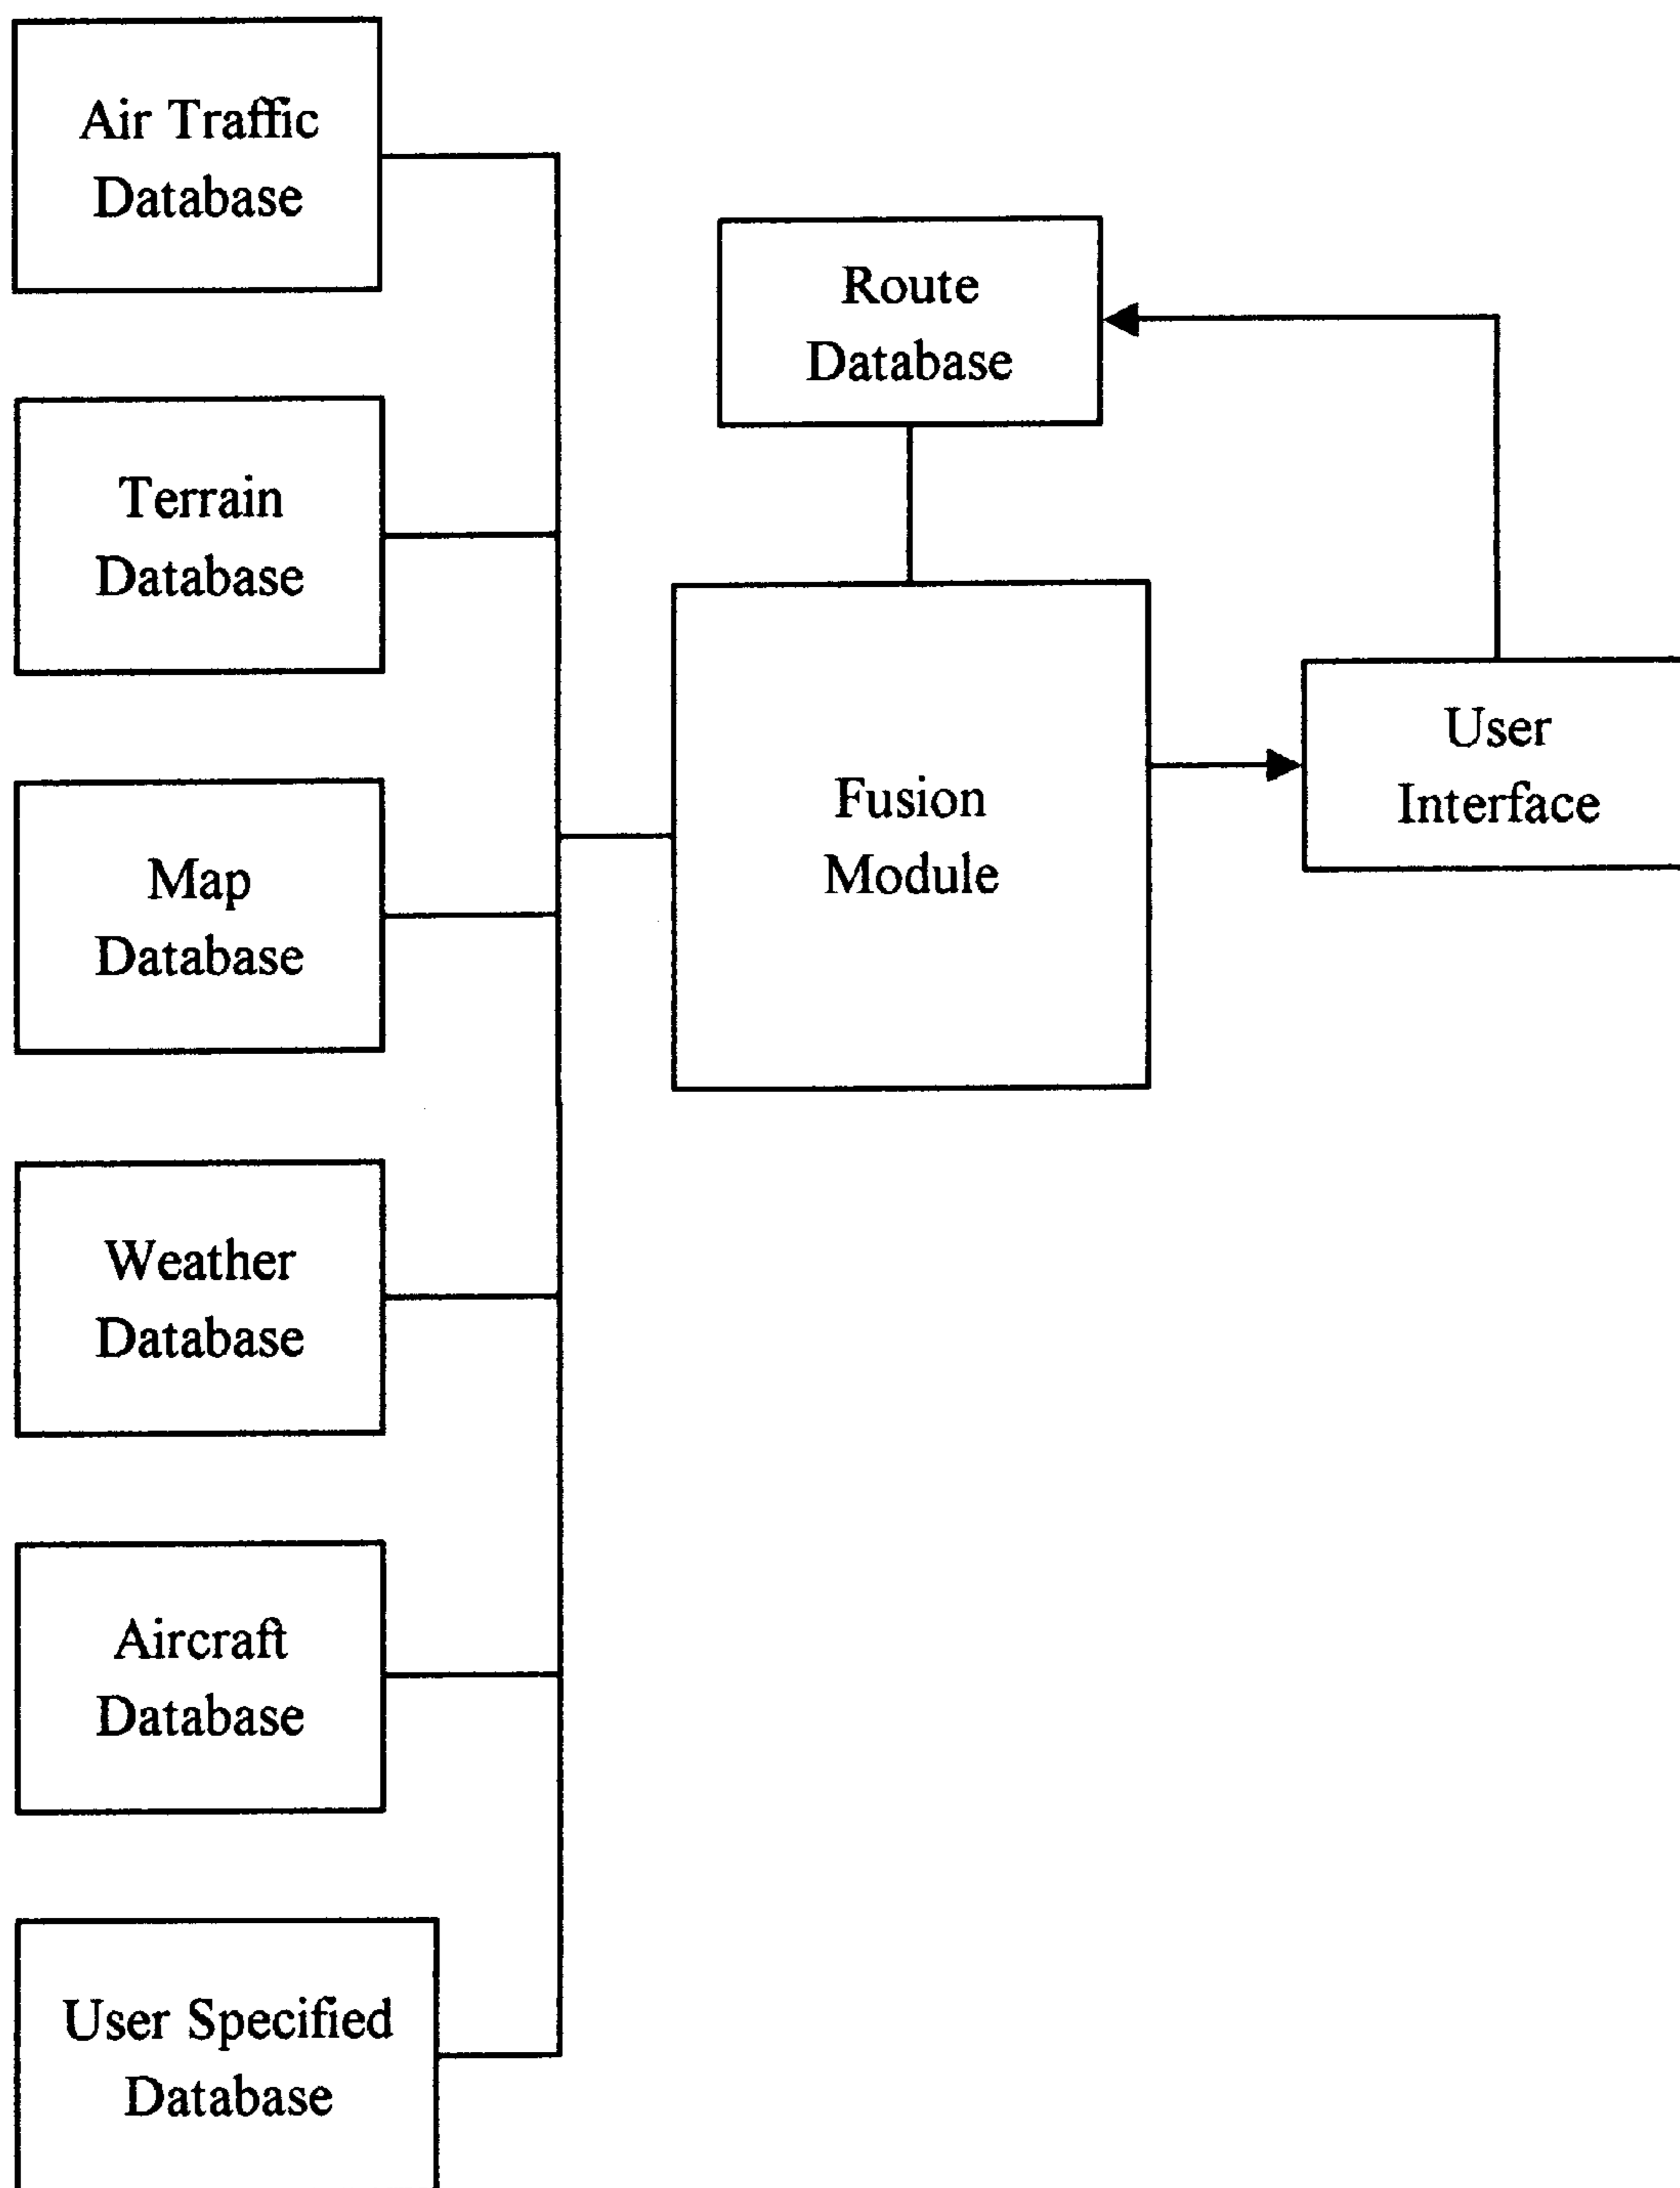 Air Traffic
Database
Route
Database
Terrain
Database
User
Interface
Fusion
Module
Map
Database
Weather
Database
Aircraft
Database
User Specified
Database